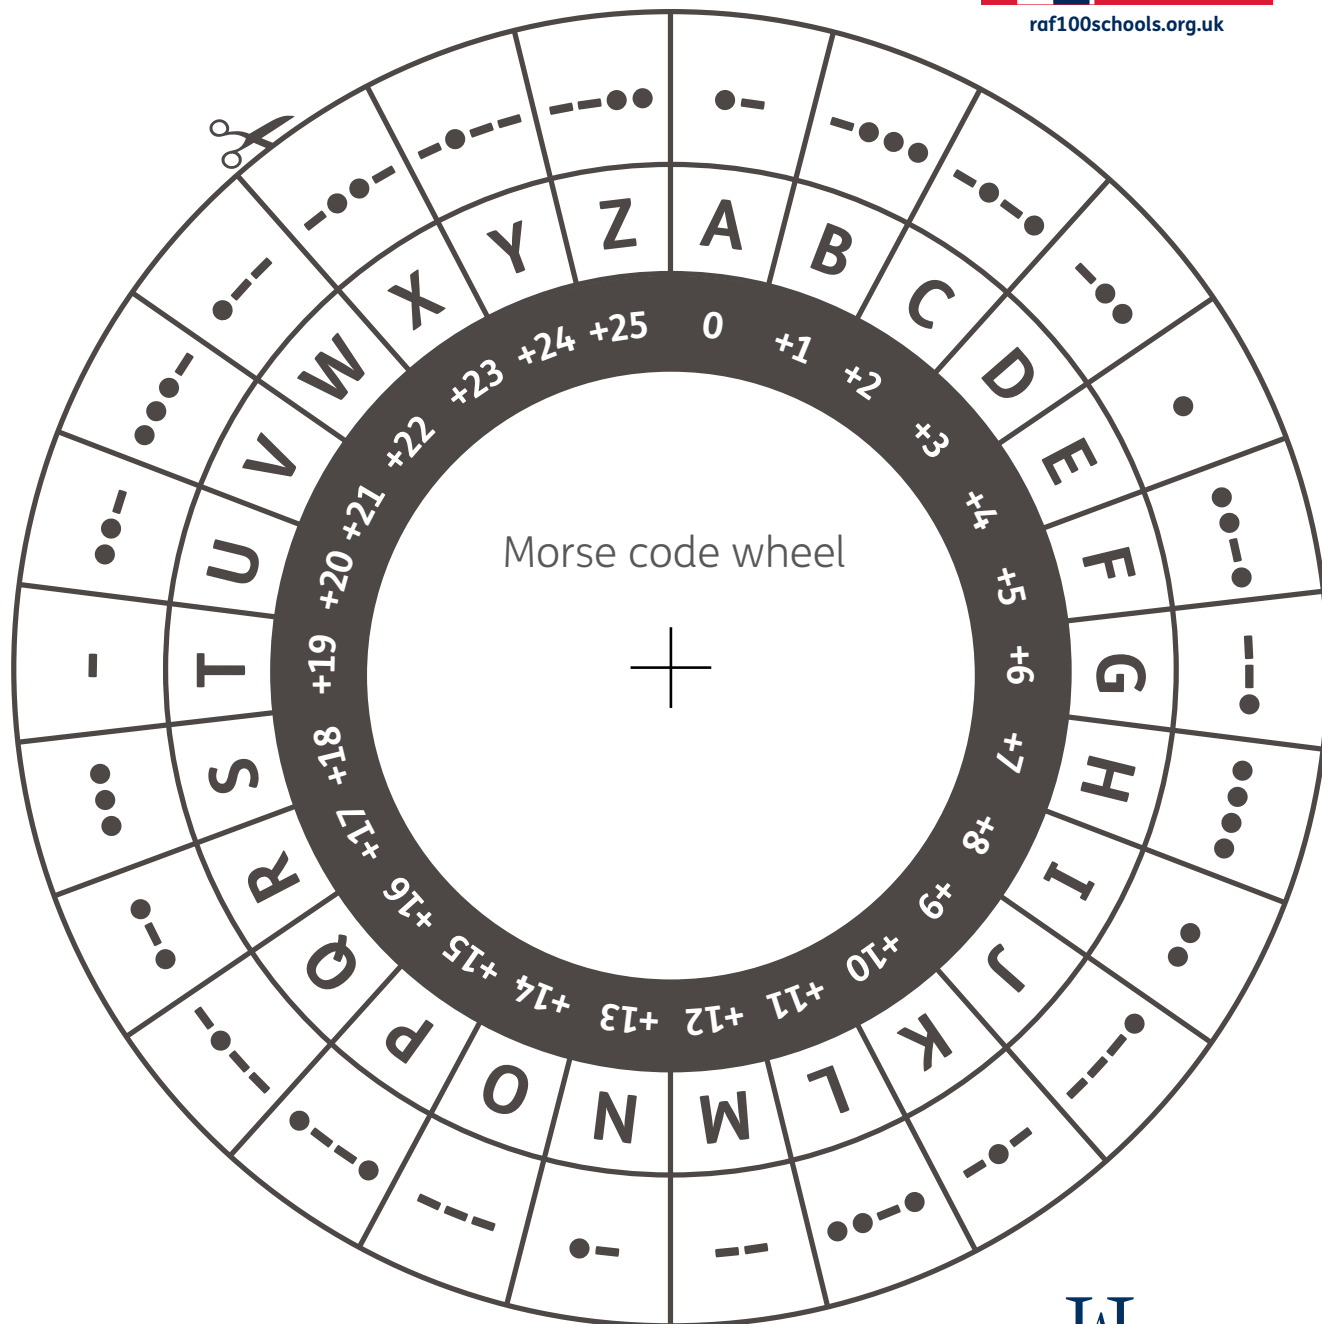 raf100schools.org.uk
A B C D E F G H I J K L M N O P Q R S T U V W X Y Z
0 +1 +2 +3 +4 +5 +6 +7 +8 +9 +10 +11 +12 +13 +14 +15 +16 +17 +18 +19 +20 +21 +22 +23 +24 +25
Morse code wheel
W